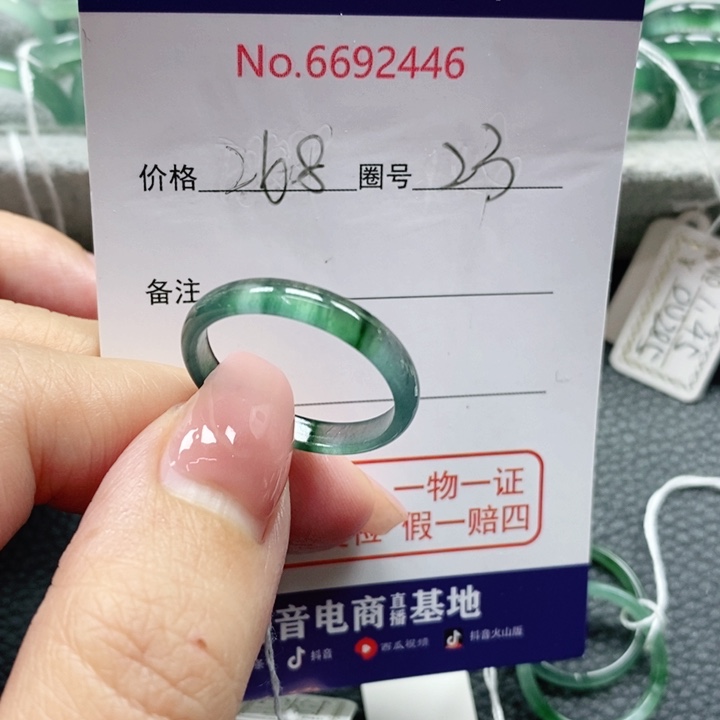 No.6692446
价格 268 圈号 23
备注
一物一证
假一赔四
音电商直播基地
抖音 西瓜视频 抖音火山版